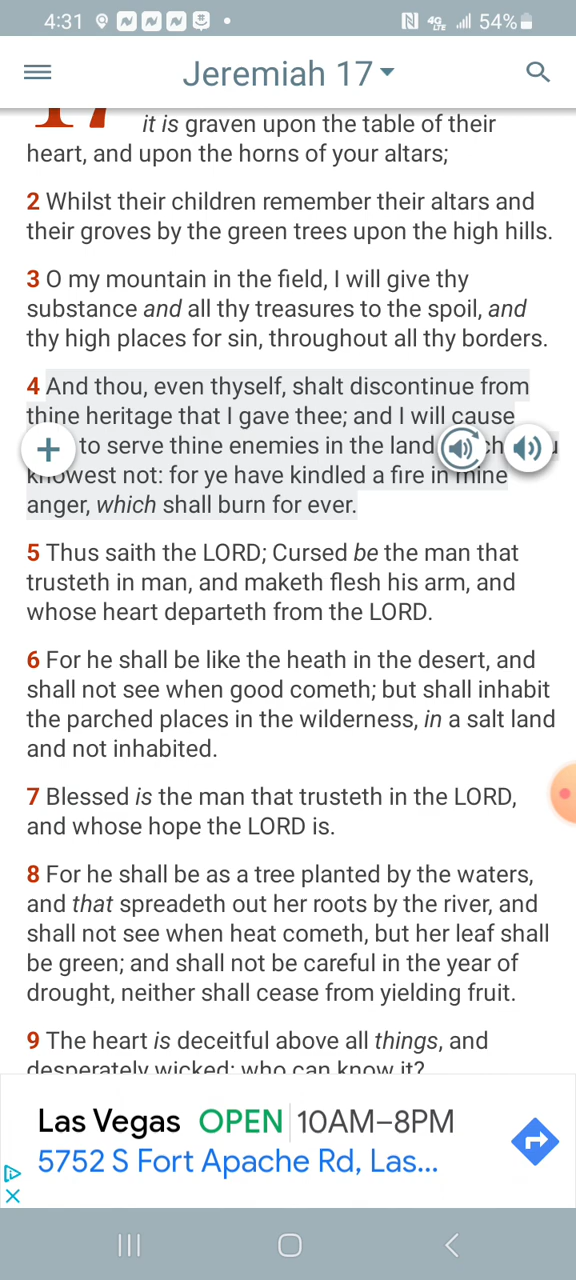 4:31 4G LTE 54%
Jeremiah 17
17 it is graven upon the table of their
heart, and upon the horns of your altars;
2 Whilst their children remember their altars and
their groves by the green trees upon the high hills.
3 O my mountain in the field, I will give thy
substance and all thy treasures to the spoil, and
thy high places for sin, throughout all thy borders.
4 And thou, even thyself, shalt discontinue from
thine heritage that I gave thee; and I will cause
to serve thine enemies in the land
knowest not: for ye have kindled a fire in mine
anger, which shall burn for ever.
5 Thus saith the LORD; Cursed be the man that
trusteth in man, and maketh flesh his arm, and
whose heart departeth from the LORD.
6 For he shall be like the heath in the desert, and
shall not see when good cometh; but shall inhabit
the parched places in the wilderness, in a salt land
and not inhabited.
7 Blessed is the man that trusteth in the LORD,
and whose hope the LORD is.
8 For he shall be as a tree planted by the waters,
and that spreadeth out her roots by the river, and
shall not see when heat cometh, but her leaf shall
be green; and shall not be careful in the year of
drought, neither shall cease from yielding fruit.
9 The heart is deceitful above all things, and
desperately wicked: who can know it?
Las Vegas OPEN 10AM–8PM
5752 S Fort Apache Rd, Las...